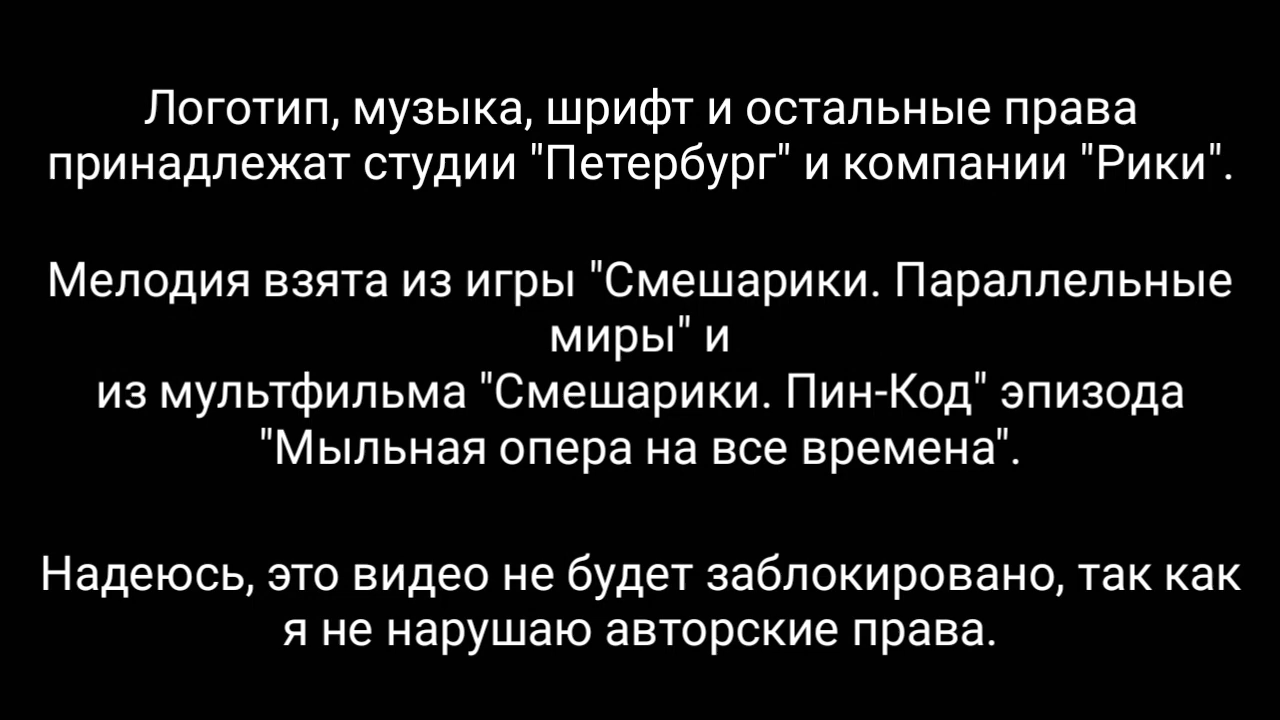 Логотип, музыка, шрифт и остальные права
принадлежат студии "Петербург" и компании "Рики".
Мелодия взята из игры "Смешарики. Параллельные
миры" и
из мультфильма "Смешарики. Пин-Код" эпизода
"Мыльная опера на все времена".
Надеюсь, это видео не будет заблокировано, так как
я не нарушаю авторские права.